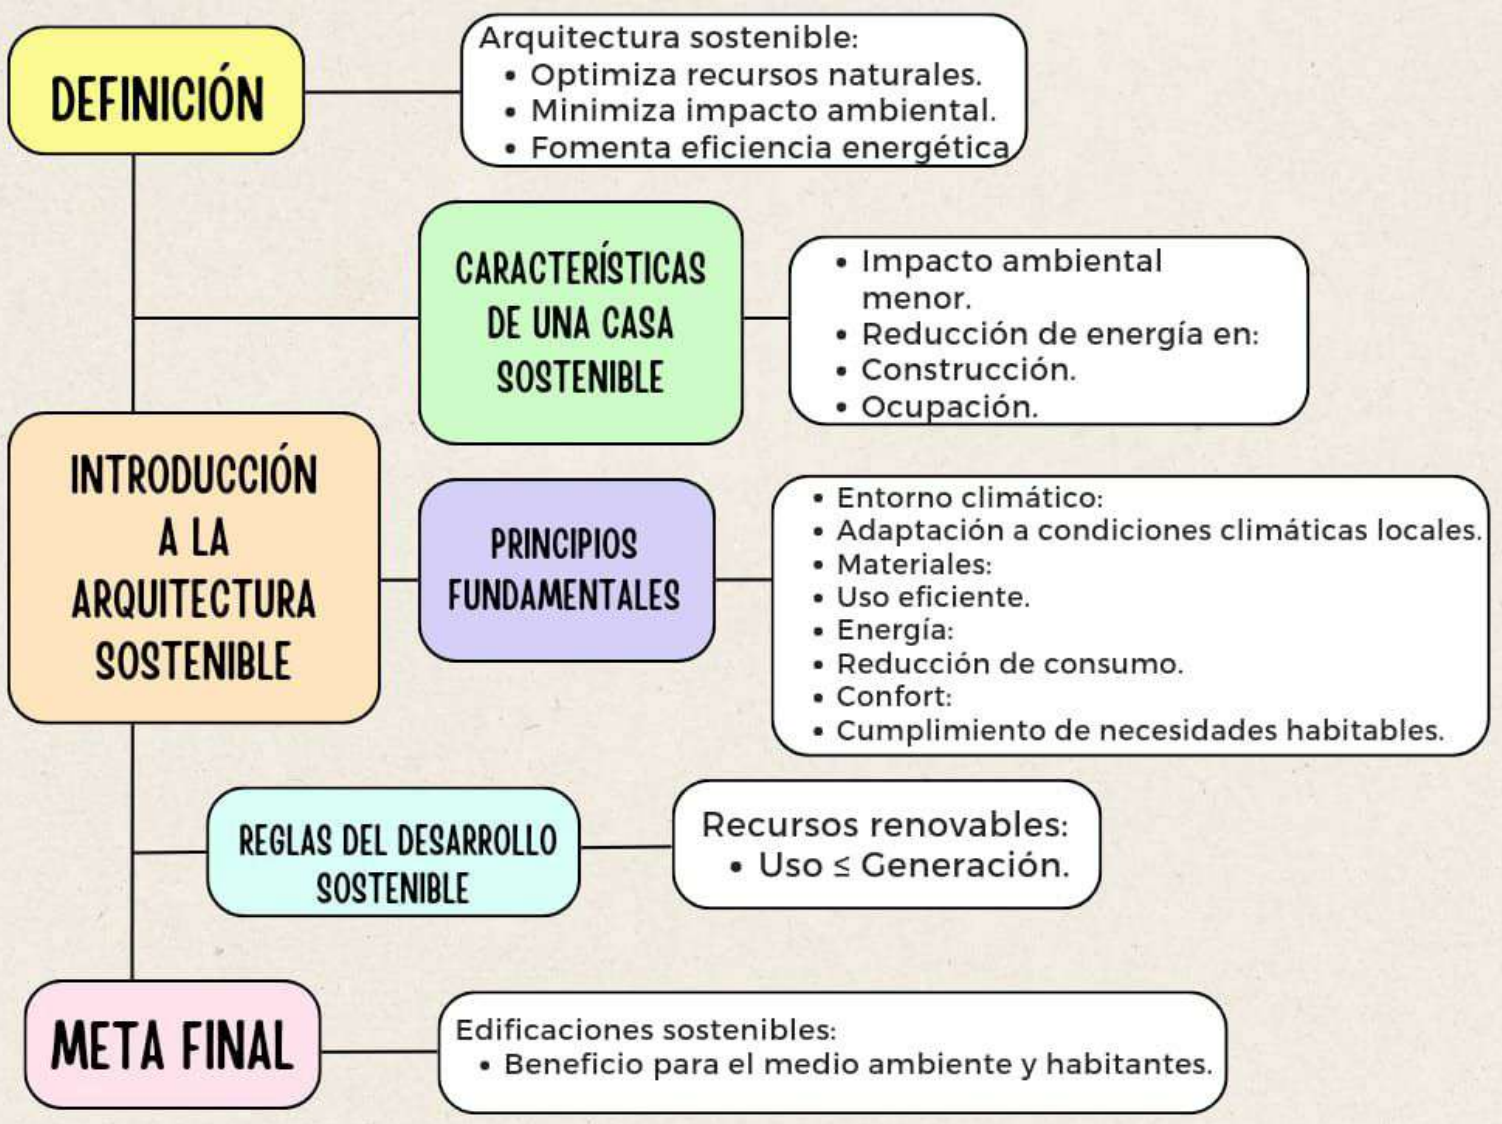 DEFINICIÓN
Arquitectura sostenible:
• Optimiza recursos naturales.
• Minimiza impacto ambiental.
• Fomenta eficiencia energética
CARACTERÍSTICAS
DE UNA CASA
SOSTENIBLE
• Impacto ambiental
menor.
• Reducción de energía en:
• Construcción.
• Ocupación.
INTRODUCCIÓN
A LA
ARQUITECTURA
SOSTENIBLE
PRINCIPIOS
FUNDAMENTALES
• Entorno climático:
• Adaptación a condiciones climáticas locales.
• Materiales:
• Uso eficiente.
• Energía:
• Reducción de consumo.
• Confort:
• Cumplimiento de necesidades habitables.
REGLAS DEL DESARROLLO
SOSTENIBLE
Recursos renovables:
• Uso ≤ Generación.
META FINAL
Edificaciones sostenibles:
• Beneficio para el medio ambiente y habitantes.